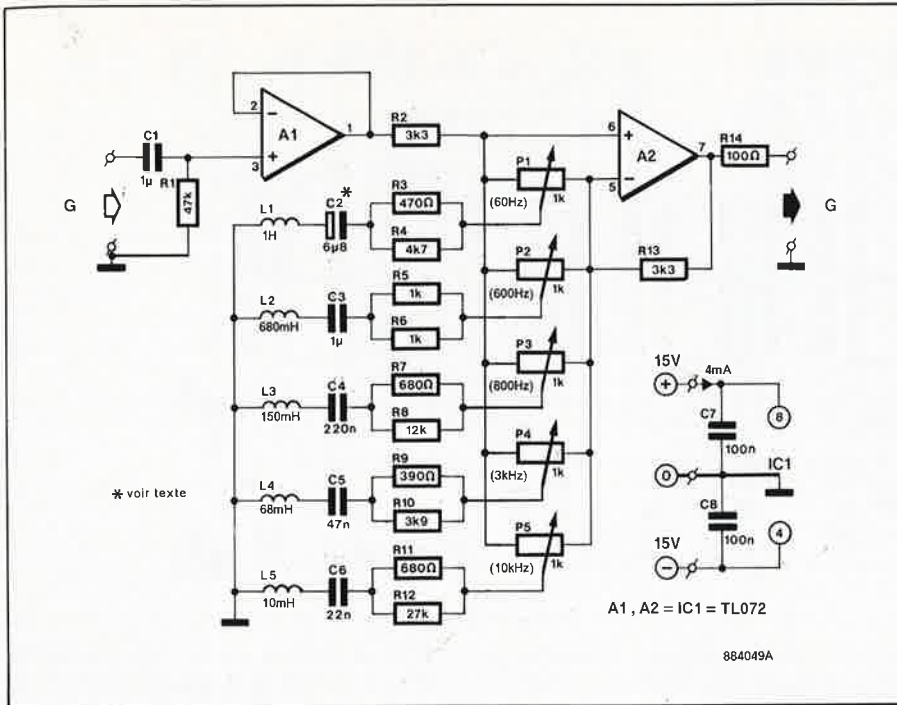 C1
1µ
R1
47k
G
2
−
A1
+
3
1
R2
3k3
L1
1H
C2
*
6µ8
R3
470Ω
R4
4k7
L2
680mH
C3
1µ
R5
1k
R6
1k
L3
150mH
C4
220n
R7
680Ω
R8
12k
L4
68mH
C5
47n
R9
390Ω
R10
3k9
L5
10mH
C6
22n
R11
680Ω
R12
27k
P1
(60Hz)
1k
P2
(600Hz)
1k
P3
(800Hz)
1k
P4
(3kHz)
1k
P5
(10kHz)
1k
6
+
A2
−
5
7
R14
100Ω
R13
3k3
G
15V
+
4mA
8
C7
100n
0
IC1
C8
100n
15V
−
4
* voir texte
A1, A2 = IC1 = TL072
884049A